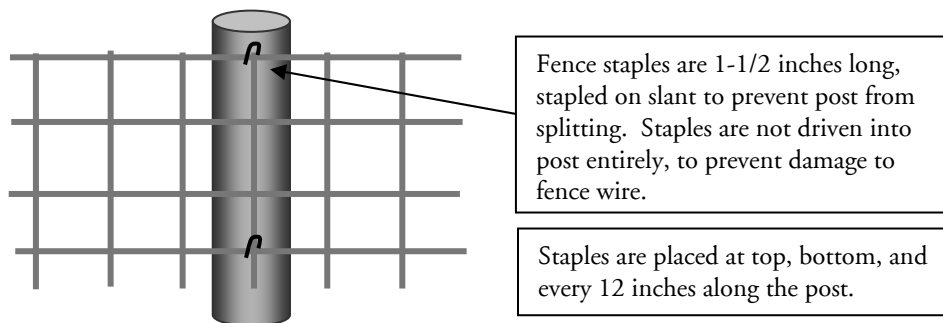 Fence staples are 1-1/2 inches long,
stapled on slant to prevent post from
splitting.  Staples are not driven into
post entirely, to prevent damage to
fence wire.
Staples are placed at top, bottom, and
every 12 inches along the post.